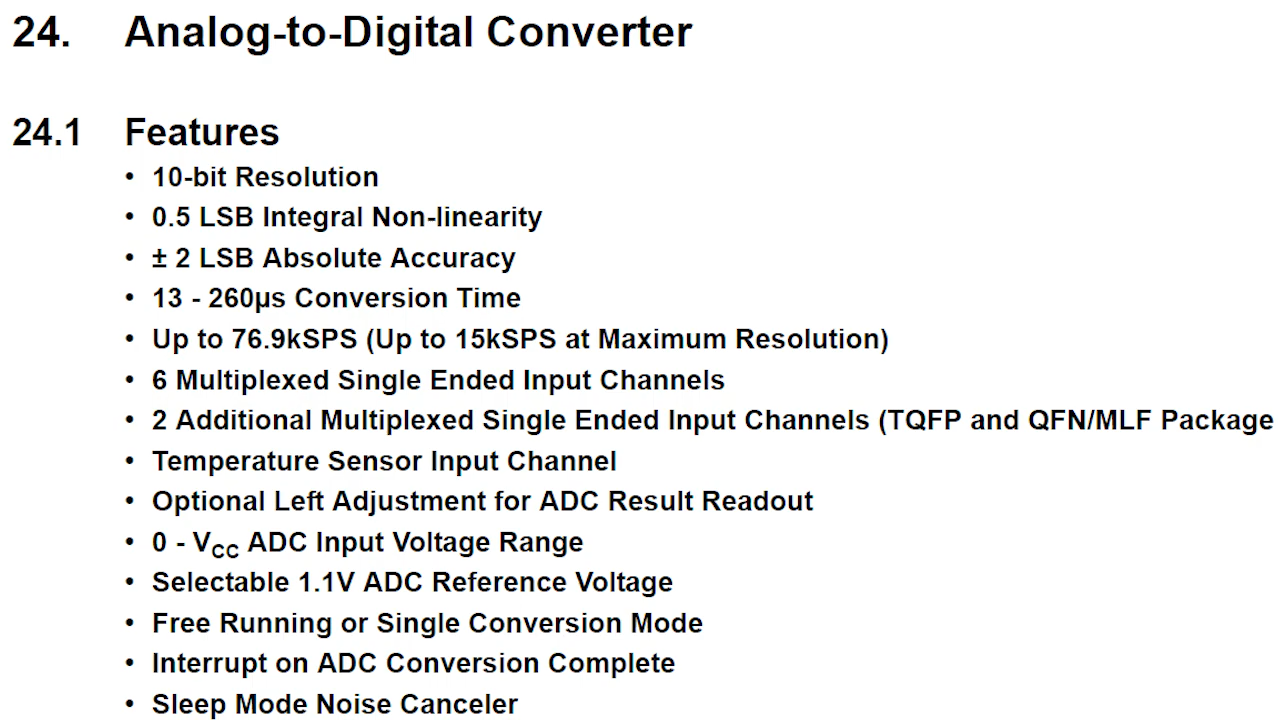 24. Analog-to-Digital Converter
24.1 Features
• 10-bit Resolution
• 0.5 LSB Integral Non-linearity
• ± 2 LSB Absolute Accuracy
• 13 - 260µs Conversion Time
• Up to 76.9kSPS (Up to 15kSPS at Maximum Resolution)
• 6 Multiplexed Single Ended Input Channels
• 2 Additional Multiplexed Single Ended Input Channels (TQFP and QFN/MLF Package
• Temperature Sensor Input Channel
• Optional Left Adjustment for ADC Result Readout
• 0 - VCC ADC Input Voltage Range
• Selectable 1.1V ADC Reference Voltage
• Free Running or Single Conversion Mode
• Interrupt on ADC Conversion Complete
• Sleep Mode Noise Canceler